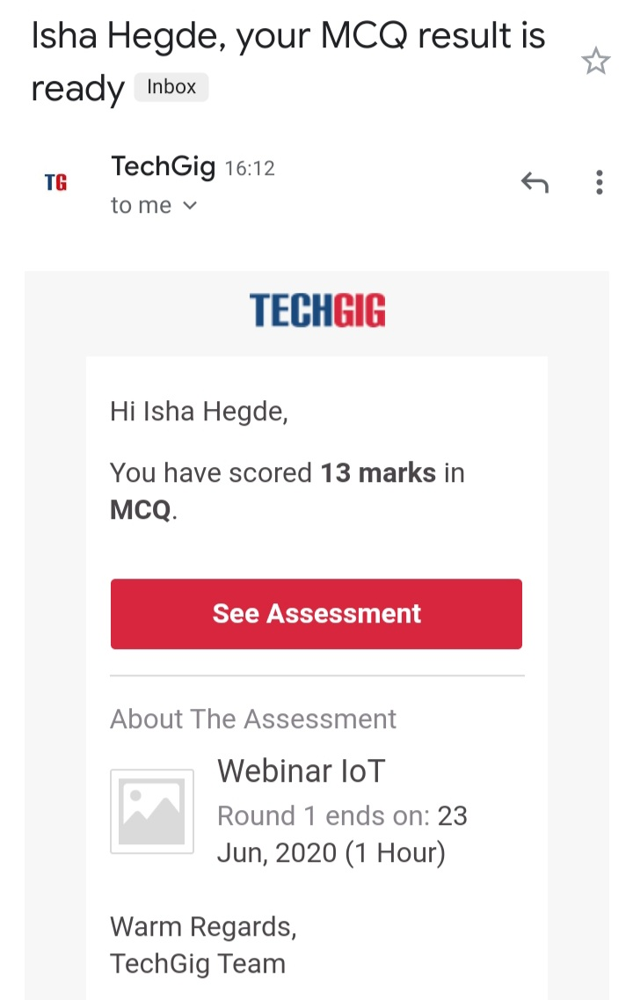 Isha Hegde, your MCQ result is
ready Inbox
TG
TechGig 16:12
to me
TECHGIG
Hi Isha Hegde,
You have scored 13 marks in
MCQ.
See Assessment
About The Assessment
Webinar IoT
Round 1 ends on: 23
Jun, 2020 (1 Hour)
Warm Regards,
TechGig Team